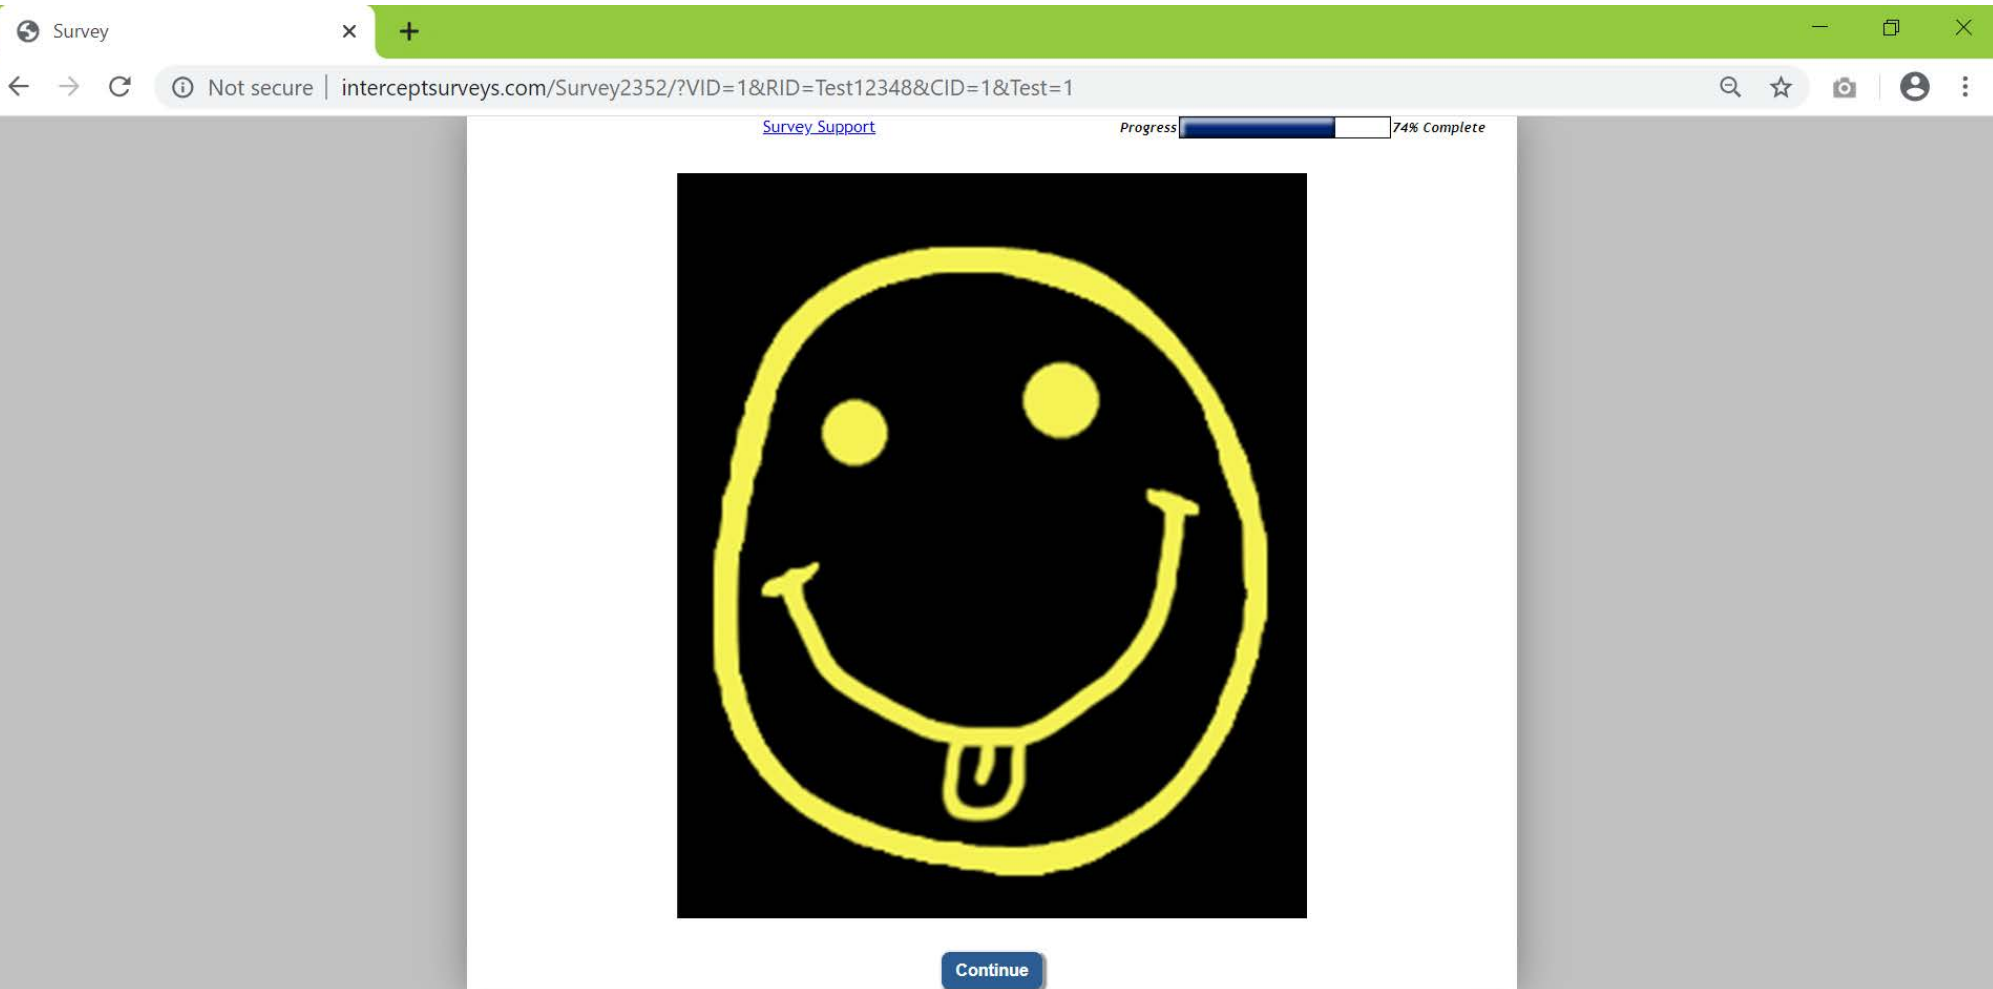 Survey
Not secure | interceptsurveys.com/Survey2352/?VID=1&RID=Test12348&CID=1&Test=1
Survey Support
Progress 74% Complete
Continue